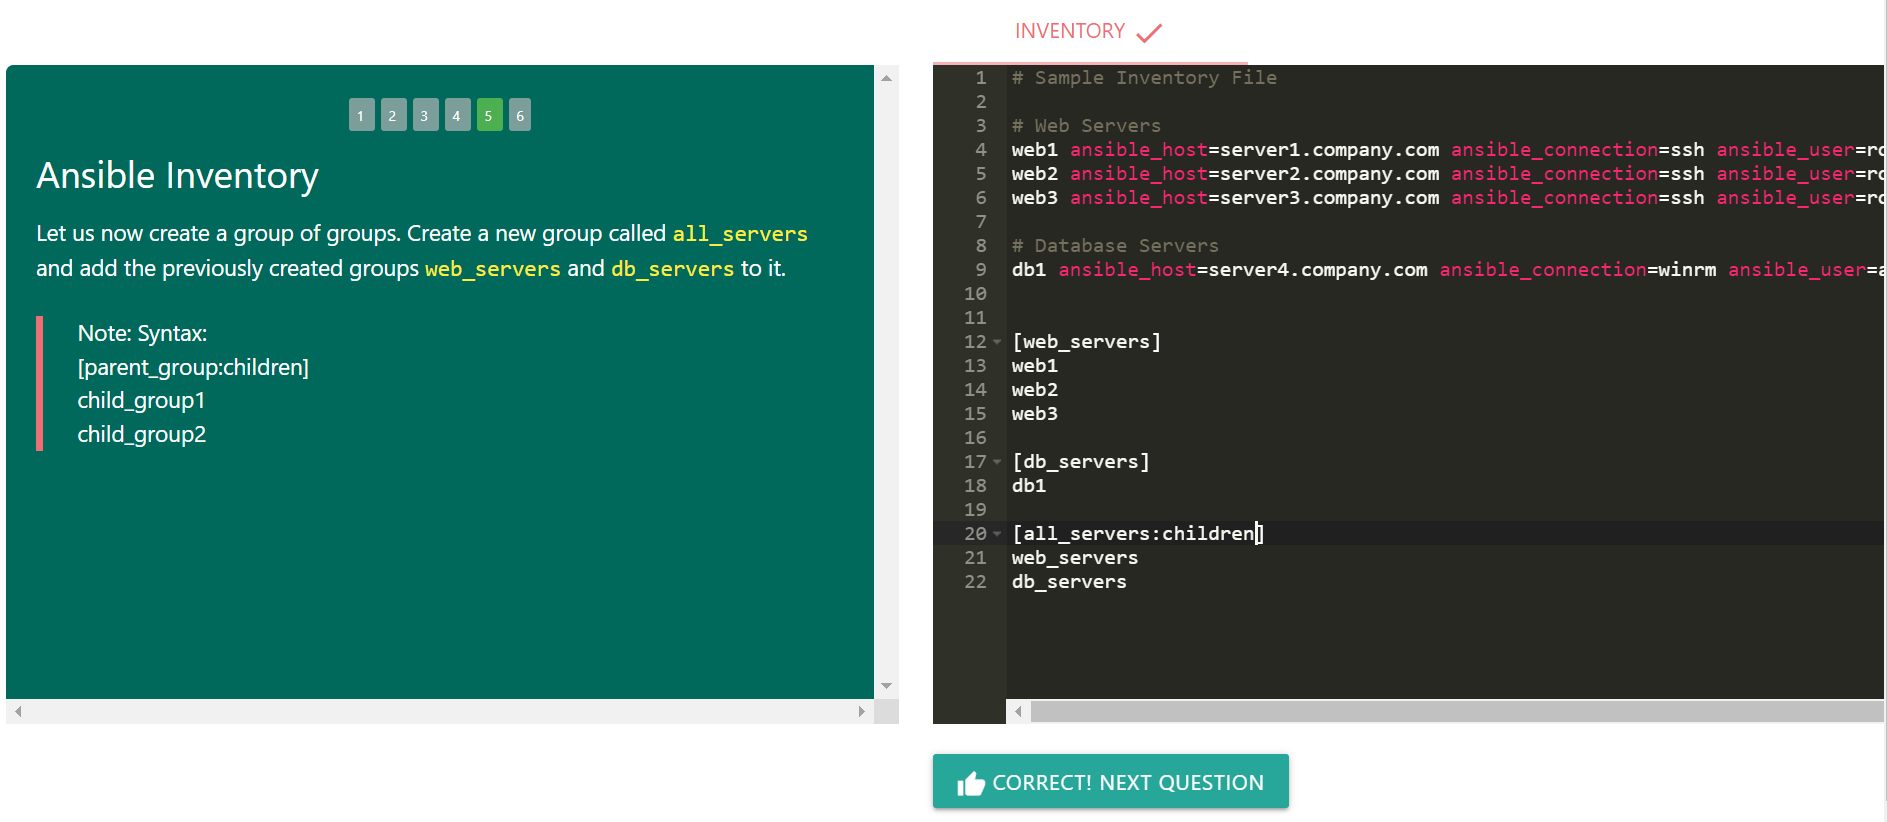 INVENTORY
1 2 3 4 5 6
Ansible Inventory
Let us now create a group of groups. Create a new group called all_servers
and add the previously created groups web_servers and db_servers to it.
Note: Syntax:
[parent_group:children]
child_group1
child_group2
1 # Sample Inventory File
2
3 # Web Servers
4 web1 ansible_host=server1.company.com ansible_connection=ssh ansible_user=
5 web2 ansible_host=server2.company.com ansible_connection=ssh ansible_user=
6 web3 ansible_host=server3.company.com ansible_connection=ssh ansible_user=
7
8 # Database Servers
9 db1 ansible_host=server4.company.com ansible_connection=winrm ansible_user=
10
11
12 [web_servers]
13 web1
14 web2
15 web3
16
17 [db_servers]
18 db1
19
20 [all_servers:children]
21 web_servers
22 db_servers
CORRECT! NEXT QUESTION